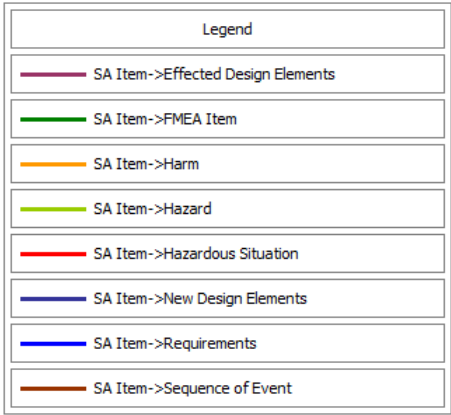 Legend
SA Item->Effected Design Elements
SA Item->FMEA Item
SA Item->Harm
SA Item->Hazard
SA Item->Hazardous Situation
SA Item->New Design Elements
SA Item->Requirements
SA Item->Sequence of Event